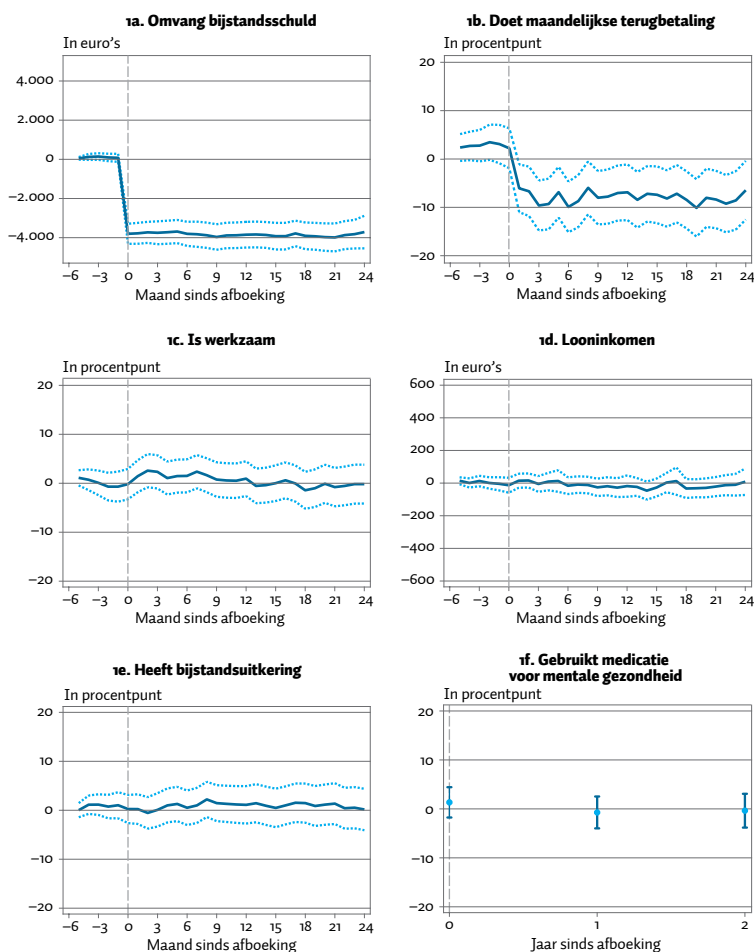 1a. Omvang bijstandsschuld
In euro's
4.000
2.000
0
−2.000
−4.000
−6 −3 0 3 6 9 12 15 18 21 24
Maand sinds afboeking
1b. Doet maandelijkse terugbetaling
In procentpunt
20
10
0
−10
−20
−6 −3 0 3 6 9 12 15 18 21 24
Maand sinds afboeking
1c. Is werkzaam
In procentpunt
20
10
0
−10
−20
−6 −3 0 3 6 9 12 15 18 21 24
Maand sinds afboeking
1d. Looninkomen
In euro's
600
400
200
0
−200
−400
−600
−6 −3 0 3 6 9 12 15 18 21 24
Maand sinds afboeking
1e. Heeft bijstandsuitkering
In procentpunt
20
10
0
−10
−20
−6 −3 0 3 6 9 12 15 18 21 24
Maand sinds afboeking
1f. Gebruikt medicatie
voor mentale gezondheid
In procentpunt
20
10
0
−10
−20
0 1 2
Jaar sinds afboeking